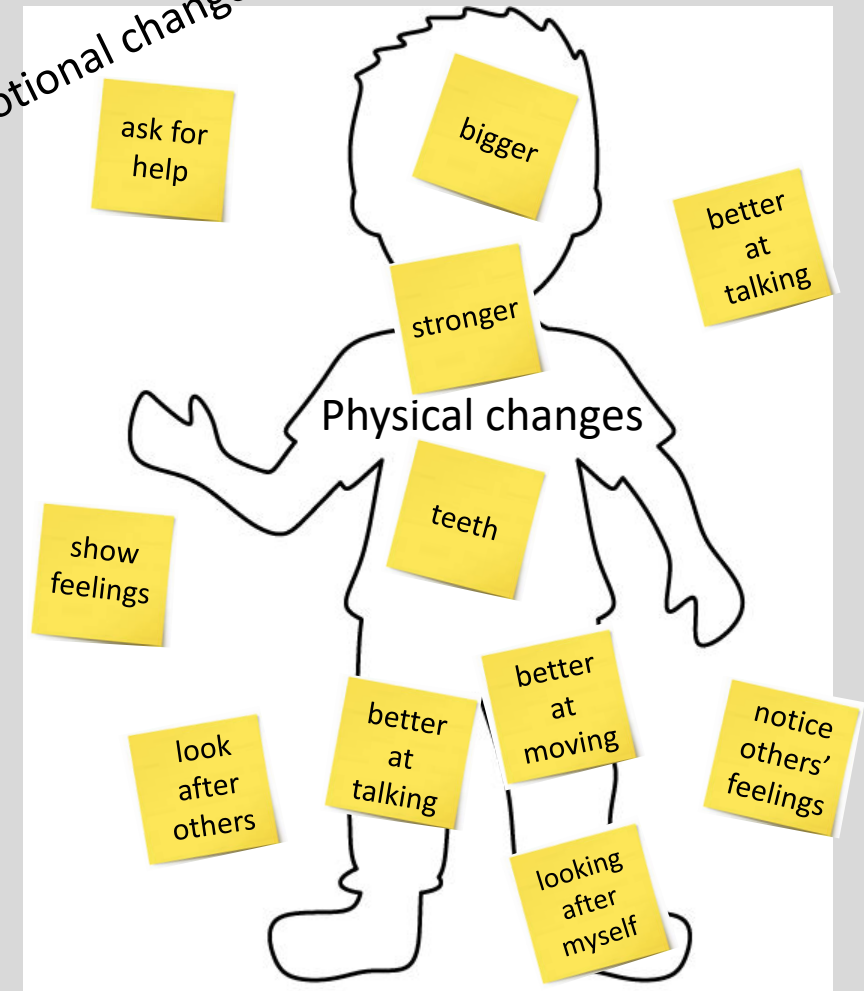 changes
ask for
help
bigger
better
at
talking
stronger
Physical changes
teeth
show
feelings
better
at
moving
better
at
talking
notice
others’
feelings
look
after
others
looking
after
myself